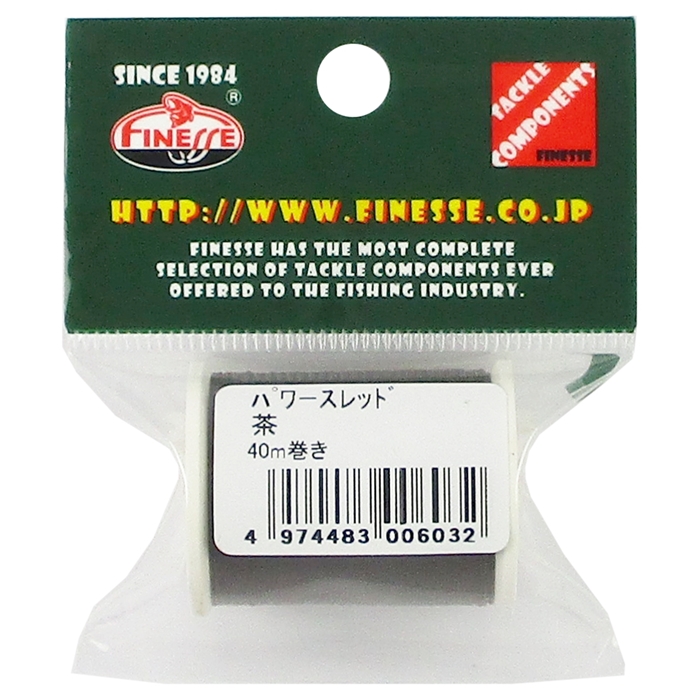 SINCE 1984
FINESSE
®
TACKLE
COMPONENTS
FINESSE
HTTP://WWW.FINESSE.CO.JP
FINESSE HAS THE MOST COMPLETE
SELECTION OF TACKLE COMPONENTS EVER
OFFERED TO THE FISHING INDUSTRY.
ﾊﾟﾜｰｽﾚｯﾄﾞ
茶
40m巻き
4 974483 006032